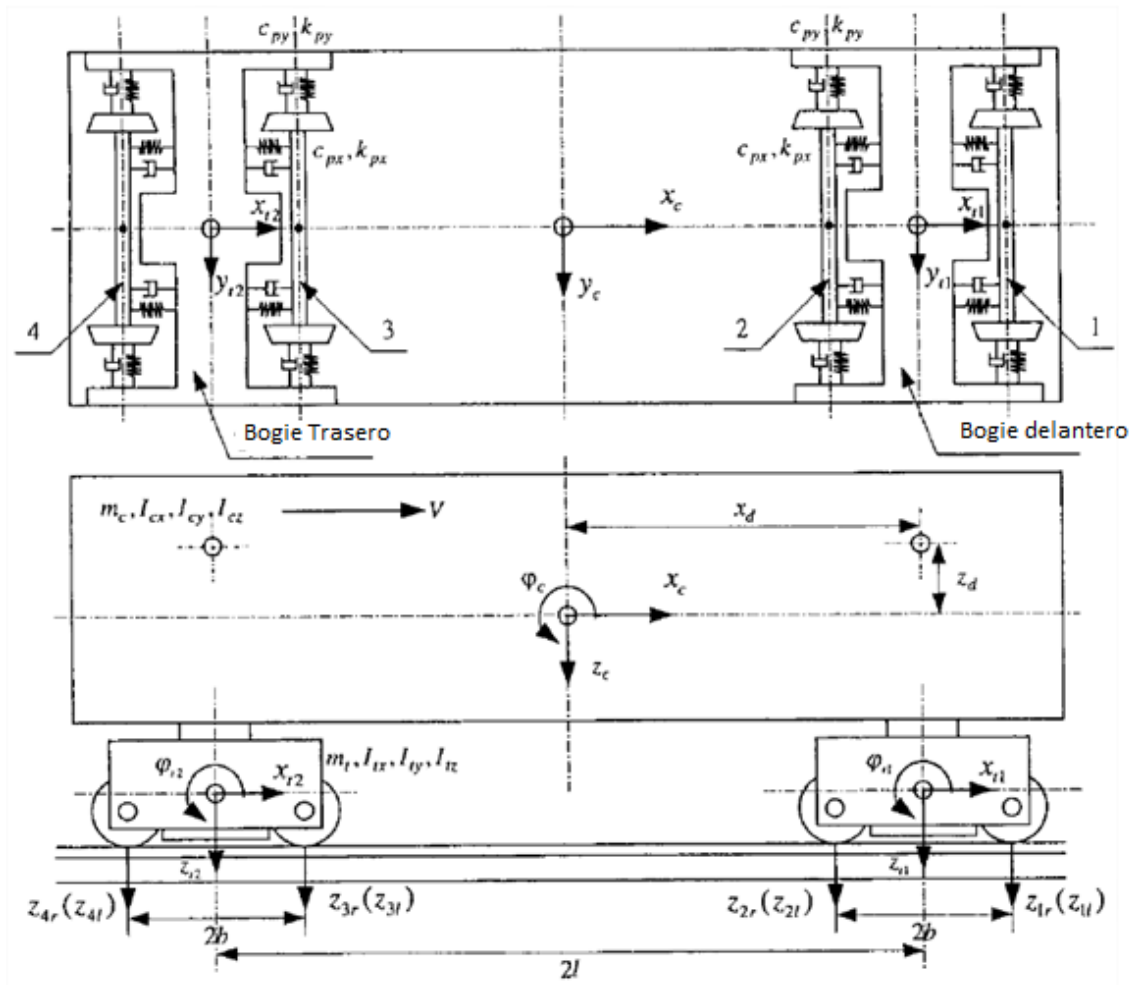 c_py k_py
c_py k_py
c_px, k_px
c_px, k_px
x_t2
x_c
x_t1
y_t2
y_c
y_t1
4
3
2
1
Bogie Trasero
Bogie delantero
m_c, I_cx, I_cy, I_cz
V
x_d
z_d
φ_c
x_c
z_c
φ_t2
x_t2
m_t, I_tx, I_ty, I_tz
φ_t1
x_t1
z_t2
z_t1
z_4r (z_4l)
z_3r (z_3l)
z_2r (z_2l)
z_1r (z_1l)
2b
2b
2l